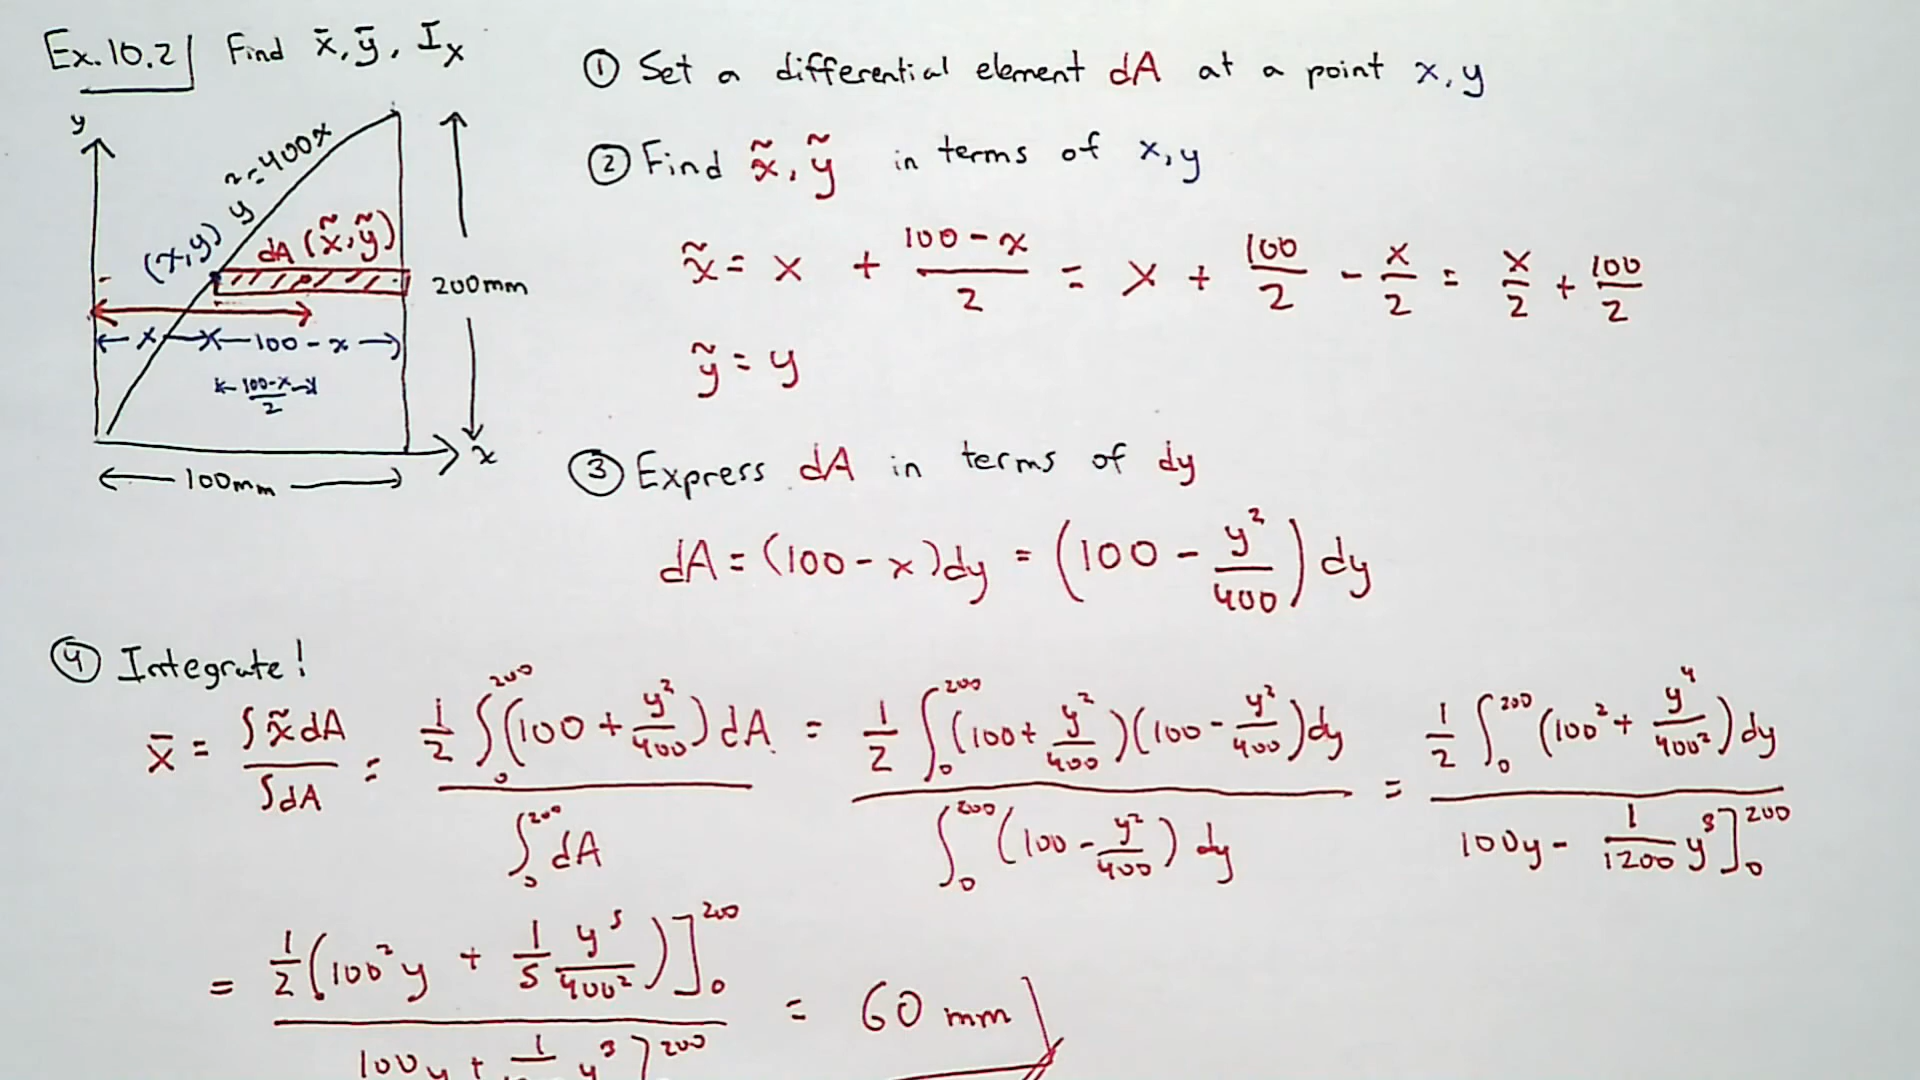 Ex. 10.2 Find x̄, ȳ, Ix
y
y² = 400x
(x,y)
dA (x̃, ỹ)
200mm
x
100 - x
(100-x)/2
x
100mm
① Set a differential element dA at a point x, y
② Find x̃, ỹ in terms of x, y
x̃ = x + (100 - x)/2 = x + 100/2 - x/2 = x/2 + 100/2
ỹ = y
③ Express dA in terms of dy
dA = (100 - x)dy = (100 - y²/400) dy
④ Integrate!
x̄ = ∫x̃dA / ∫dA = ½ ∫₀²⁰⁰ (100 + y²/400) dA / ∫₀²⁰⁰ dA = ½ ∫₀²⁰⁰ (100 + y²/400)(100 - y²/400)dy / ∫₀²⁰⁰ (100 - y²/400) dy = ½ ∫₀²⁰⁰ (100² + y⁴/400²) dy / 100y - 1/1200 y³]₀²⁰⁰
= ½ (100² y + 1/5 y⁵/400²)]₀²⁰⁰ / 100y + 1/ y³]²⁰⁰ = 60 mm